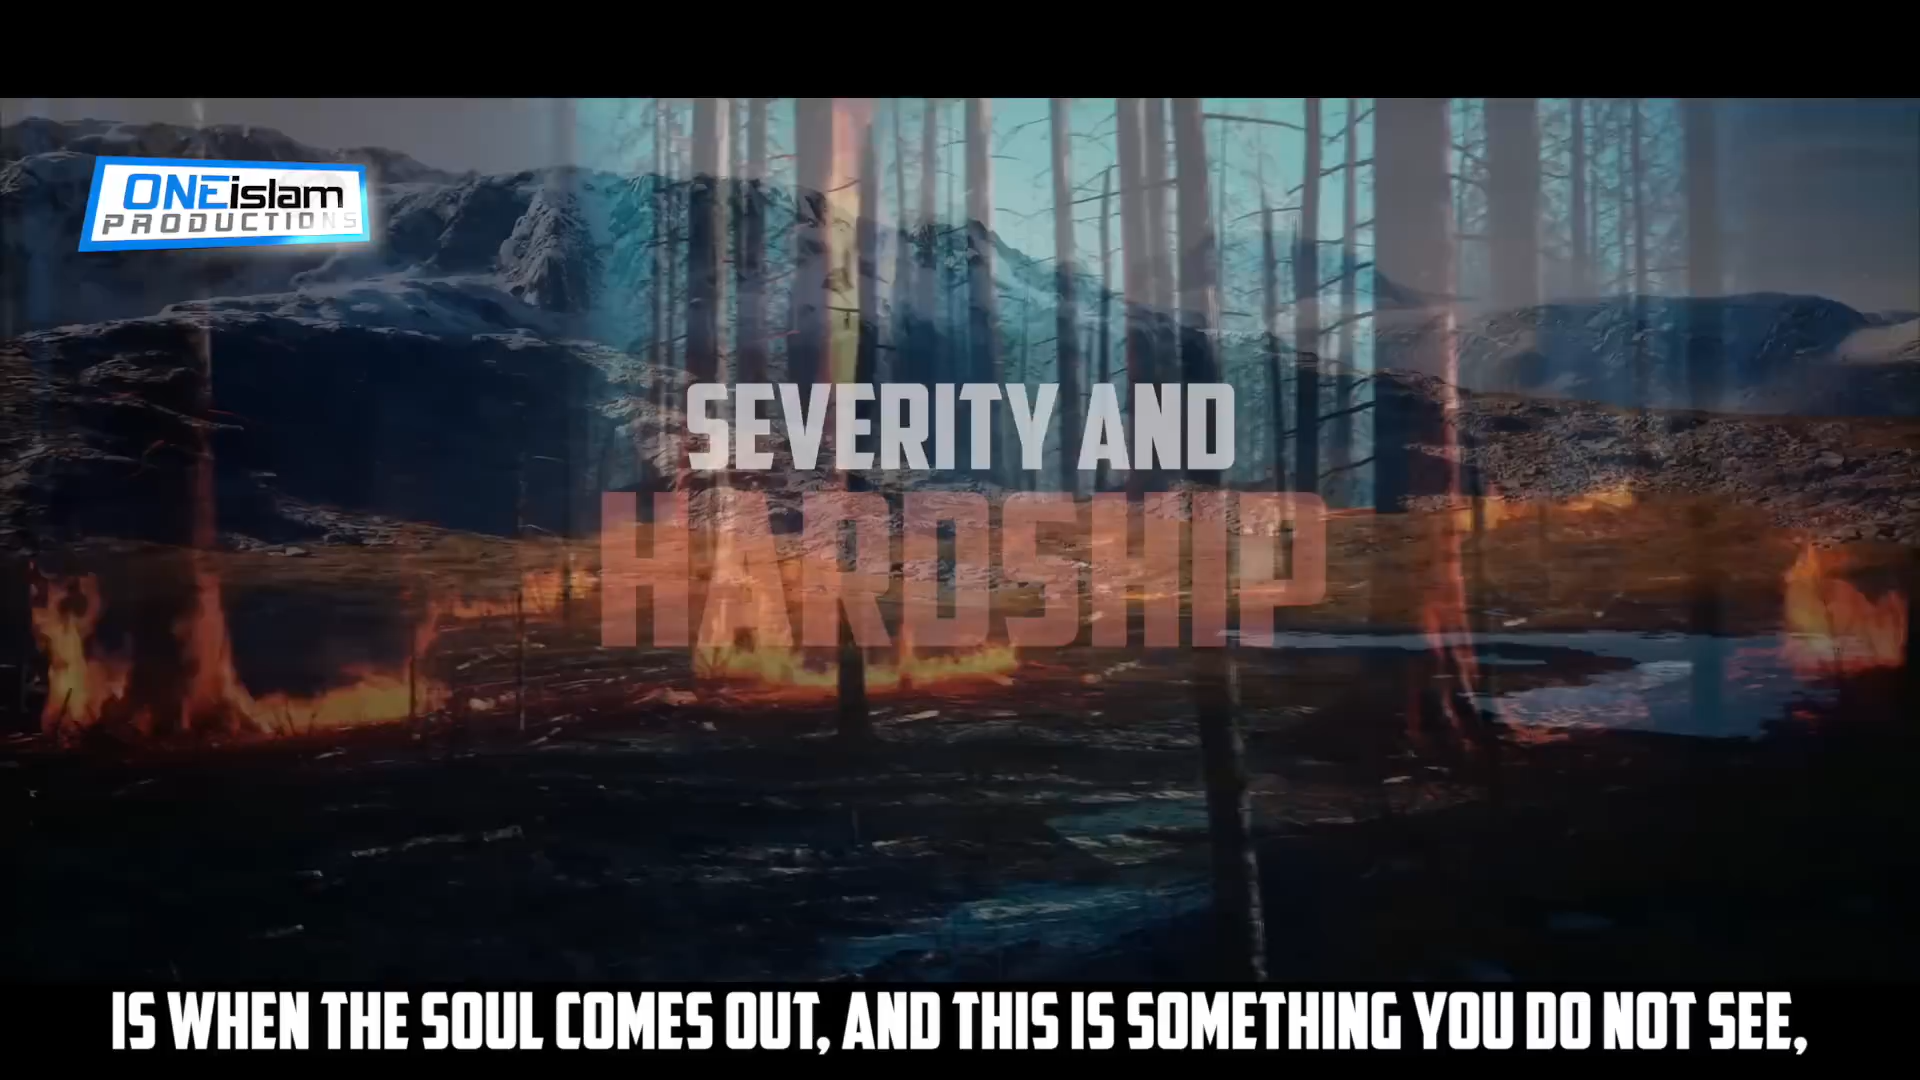 ONEislam
PRODUCTIONS
SEVERITY AND
HARDSHIP
IS WHEN THE SOUL COMES OUT, AND THIS IS SOMETHING YOU DO NOT SEE,